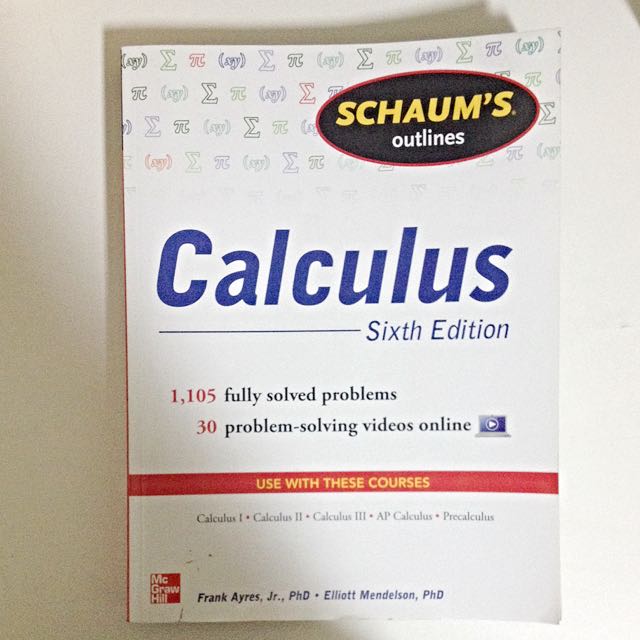 SCHAUM'S®
outlines
Calculus
Sixth Edition
1,105 fully solved problems
30 problem-solving videos online
USE WITH THESE COURSES
Calculus I • Calculus II • Calculus III • AP Calculus • Precalculus
Mc
Graw
Hill
Frank Ayres, Jr., PhD • Elliott Mendelson, PhD